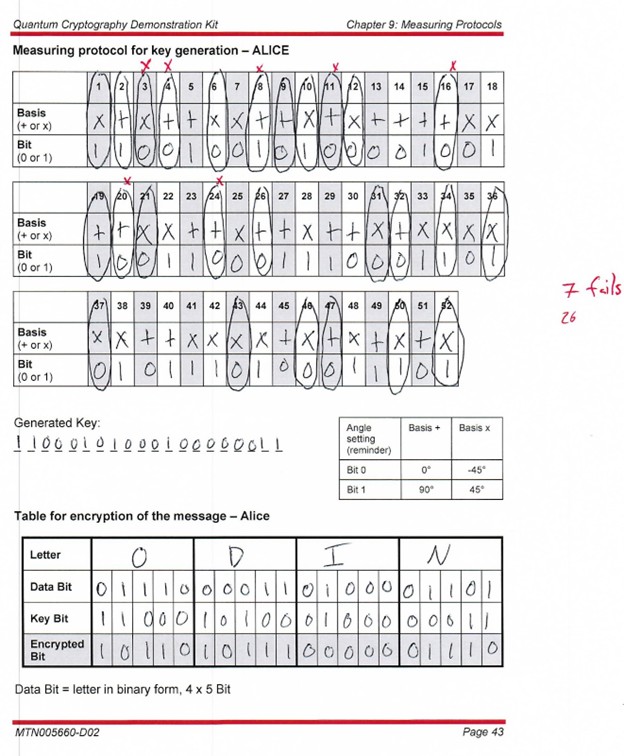 Quantum Cryptography Demonstration Kit Chapter 9: Measuring Protocols
Measuring protocol for key generation – ALICE
x x x x x
1 2 3 4 5 6 7 8 9 10 11 12 13 14 15 16 17 18
Basis (+ or x) x + x + + x x + + x + x + + + + x x
Bit (0 or 1) 1 1 0 0 1 0 0 1 0 1 0 0 0 0 1 0 0 1
x x
19 20 21 22 23 24 25 26 27 28 29 30 31 32 33 34 35 36
Basis (+ or x) + + x x + + x + + x + + x + x x x x
Bit (0 or 1) 1 0 0 1 1 0 0 0 1 1 1 0 0 0 1 1 0 1
7 fails
26
37 38 39 40 41 42 43 44 45 46 47 48 49 50 51 52
Basis (+ or x) x x + + x x x x + x + x + x + x
Bit (0 or 1) 0 1 0 1 1 1 0 1 0 0 0 1 1 1 0 1
Generated Key:
1 1 0 0 0 1 0 1 0 0 0 1 0 0 0 0 0 0 1 1
Angle setting (reminder) Basis + Basis x
Bit 0 0° -45°
Bit 1 90° 45°
Table for encryption of the message – Alice
Letter O D I N
Data Bit 0 1 1 1 0 0 0 0 1 1 0 1 0 0 0 0 1 1 0 1
Key Bit 1 1 0 0 0 1 0 1 0 0 0 1 0 0 0 0 0 0 1 1
Encrypted Bit 1 0 1 1 0 1 0 1 1 1 0 0 0 0 0 0 1 1 1 0
Data Bit = letter in binary form, 4 x 5 Bit
MTN005660-D02 Page 43